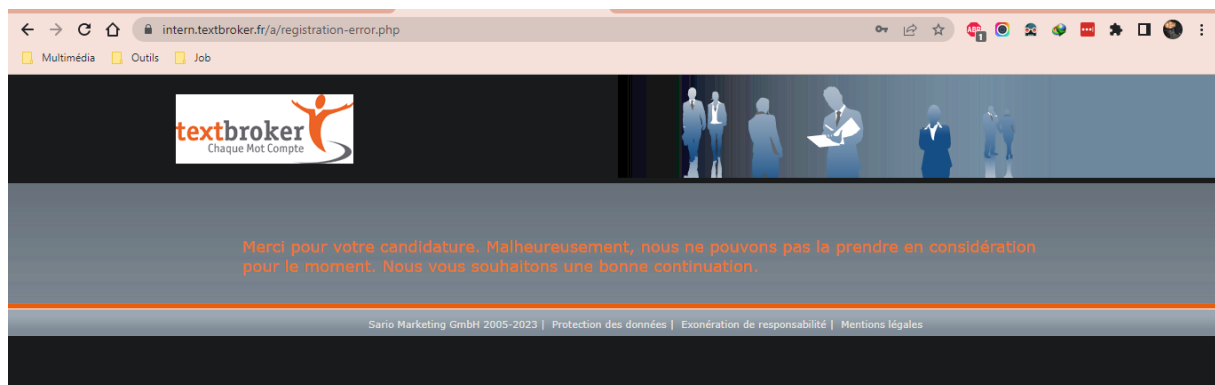 intern.textbroker.fr/a/registration-error.php
ABP
1
Multimédia Outils Job
textbroker
Chaque Mot Compte
Merci pour votre candidature. Malheureusement, nous ne pouvons pas la prendre en considération
pour le moment. Nous vous souhaitons une bonne continuation.
Sario Marketing GmbH 2005-2023 | Protection des données | Exonération de responsabilité | Mentions légales